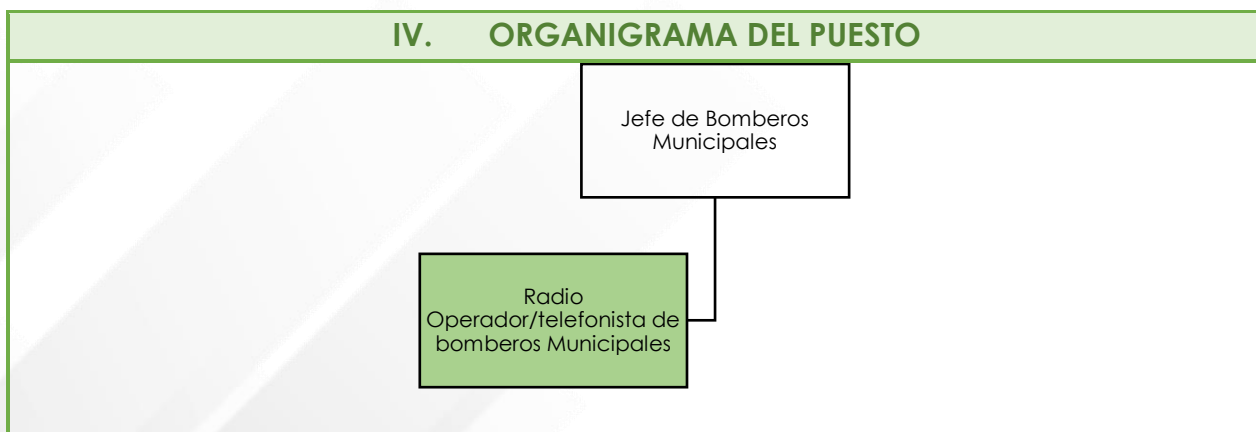 IV. ORGANIGRAMA DEL PUESTO
Jefe de Bomberos
Municipales
Radio
Operador/telefonista de
bomberos Municipales